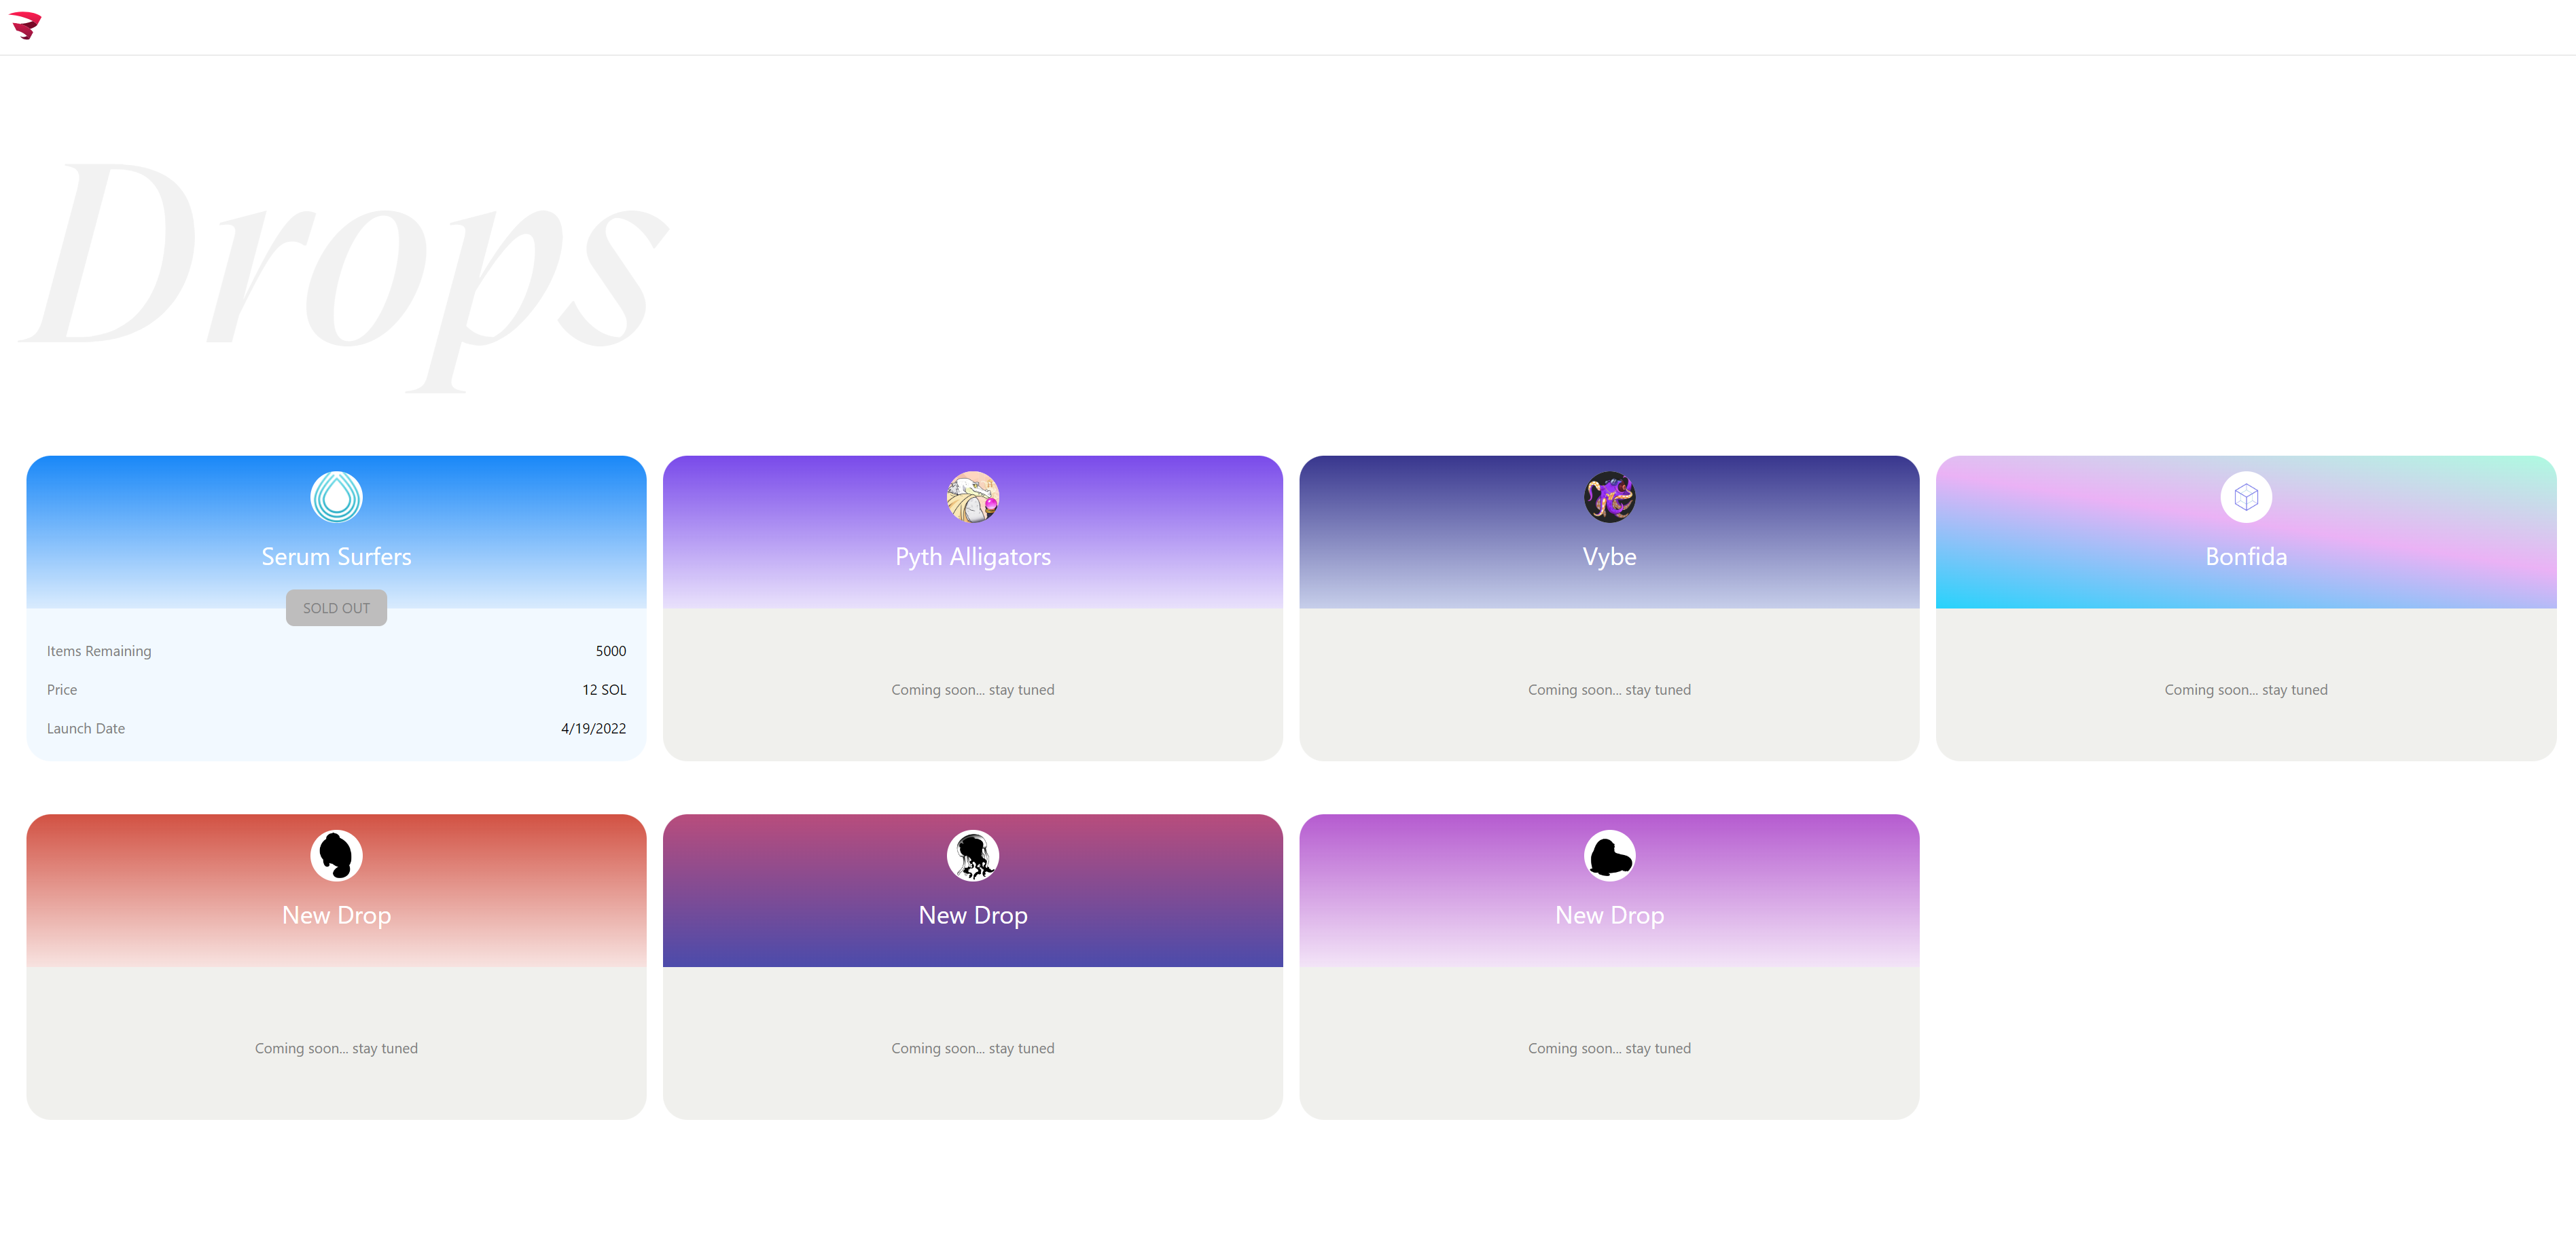 Drops
Serum Surfers
SOLD OUT
Items Remaining 5000
Price 12 SOL
Launch Date 4/19/2022
Pyth Alligators
Coming soon... stay tuned
Vybe
Coming soon... stay tuned
Bonfida
Coming soon... stay tuned
New Drop
Coming soon... stay tuned
New Drop
Coming soon... stay tuned
New Drop
Coming soon... stay tuned